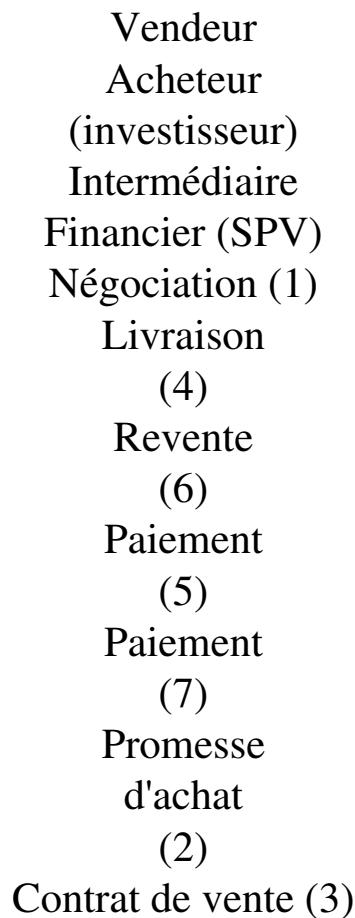 Vendeur
Acheteur
(investisseur)
Intermédiaire
Financier (SPV)
Négociation (1)
Livraison
(4)
Revente
(6)
Paiement
(5)
Paiement
(7)
Promesse
d'achat
(2)
Contrat de vente (3)